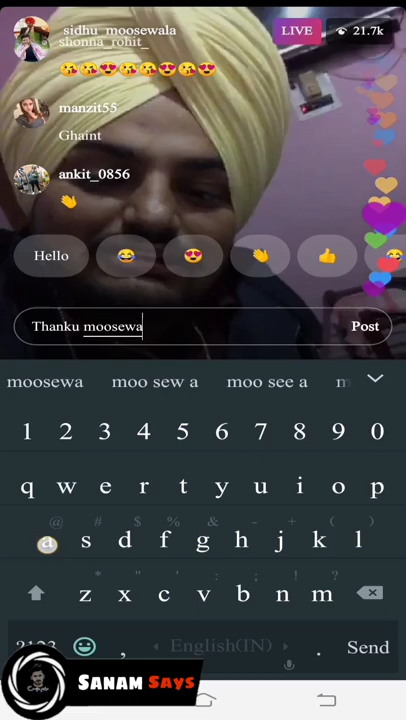 sidhu_moosewala
LIVE
21.7k
shonna_rohit_
manzit55
Ghaint
ankit_0856
Hello
Thanku moosewa
Post
moosewa moo sew a moo see a m
1 2 3 4 5 6 7 8 9 0
q w e r t y u i o p
@ # $ % & - + ( )
a s d f g h j k l
* " ' : ; ! ?
z x c v b n m
, English(IN) . Send
SANAM SAYS